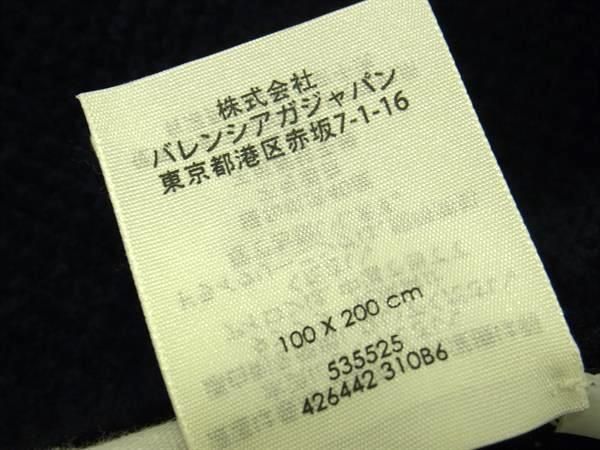 株式会社
バレンシアガジャパン
東京都港区赤坂7-1-16
100 X 200 cm
535525
426442 310B6